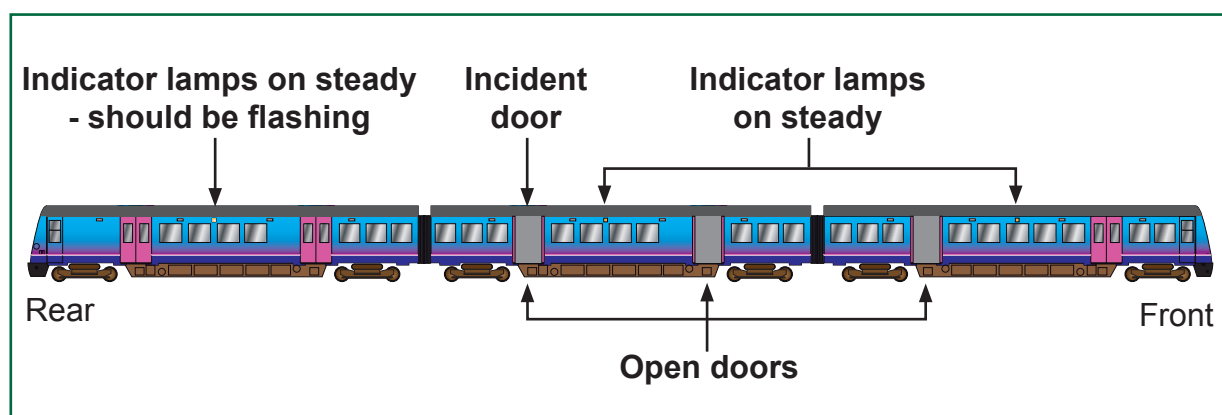 Indicator lamps on steady
- should be flashing
Incident
door
Indicator lamps
on steady
Rear
Front
Open doors